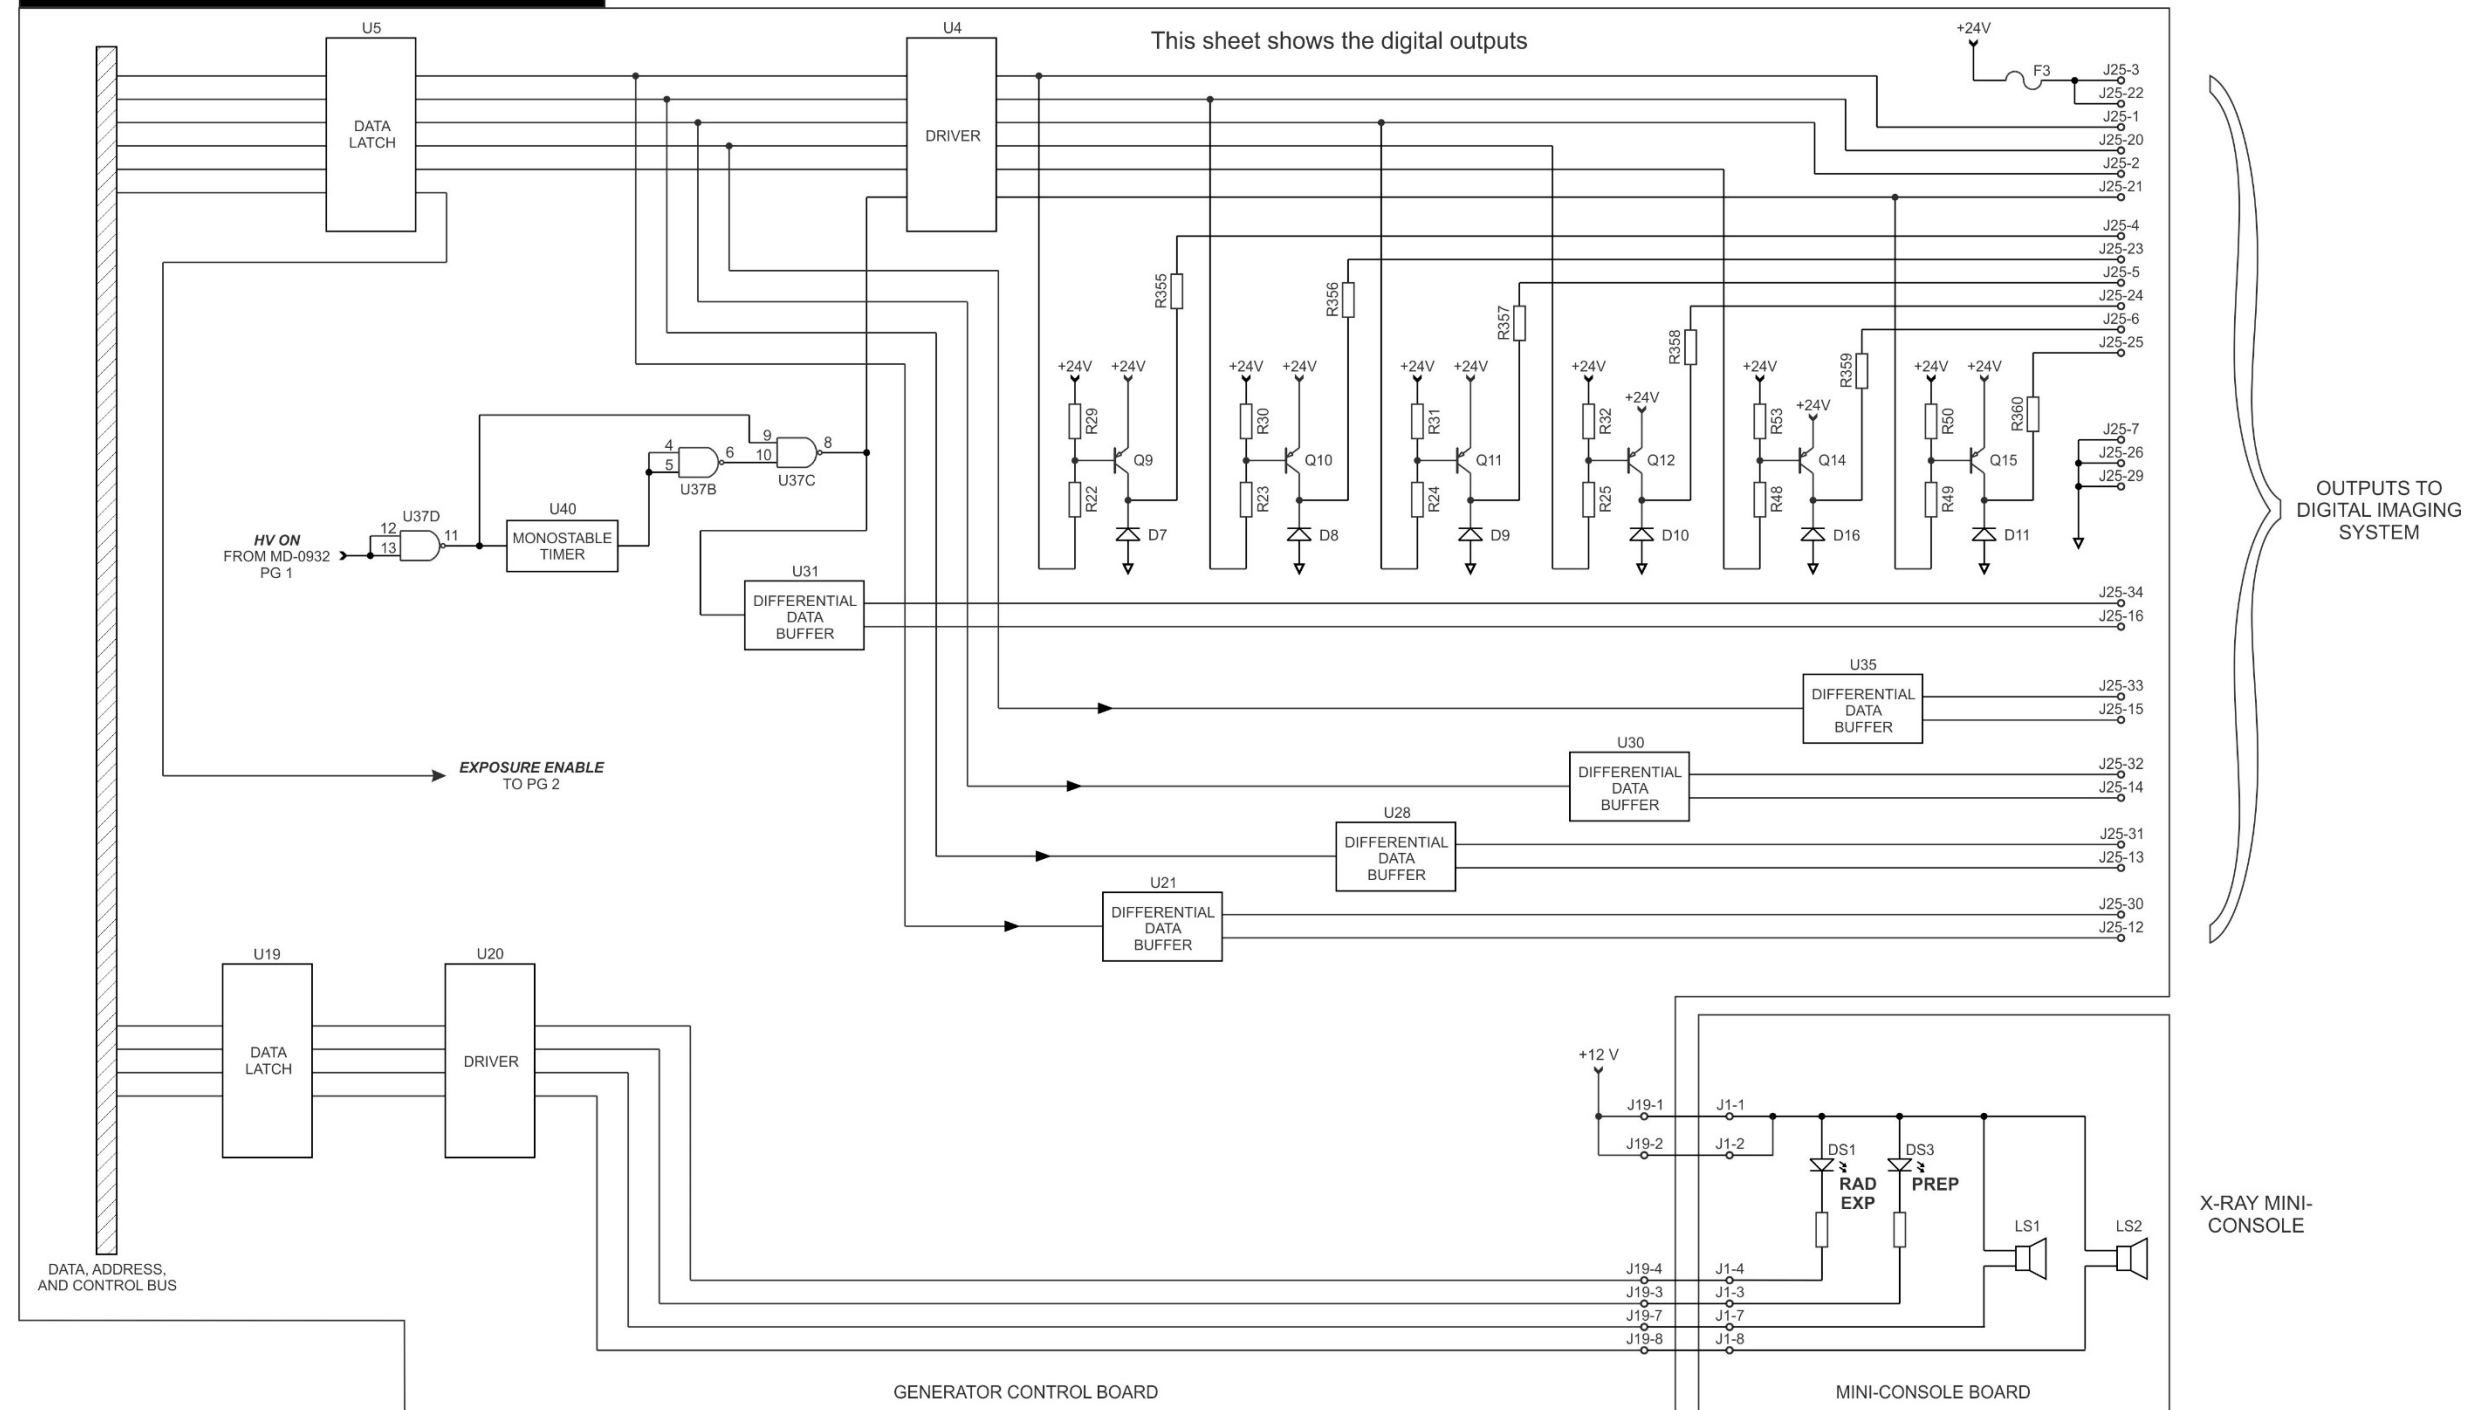 This sheet shows the digital outputs
U5
DATA
LATCH
U4
DRIVER
+24V
F3
J25-3
J25-22
J25-1
J25-20
J25-2
J25-21
J25-4
J25-23
J25-5
J25-24
J25-6
J25-25
R355
R356
R357
R358
R359
R360
+24V
+24V
+24V
+24V
+24V
+24V
+24V
+24V
+24V
+24V
+24V
+24V
R29
R30
R31
R32
R53
R50
Q9
Q10
Q11
Q12
Q14
Q15
R22
R23
R24
R25
R48
R49
D7
D8
D9
D10
D16
D11
J25-7
J25-26
J25-29
OUTPUTS TO
DIGITAL IMAGING
SYSTEM
HV ON
FROM MD-0932
PG 1
12
13
U37D
11
U40
MONOSTABLE
TIMER
4
5
6
U37B
9
10
8
U37C
U31
DIFFERENTIAL
DATA
BUFFER
J25-34
J25-16
U35
DIFFERENTIAL
DATA
BUFFER
J25-33
J25-15
U30
DIFFERENTIAL
DATA
BUFFER
J25-32
J25-14
U28
DIFFERENTIAL
DATA
BUFFER
J25-31
J25-13
U21
DIFFERENTIAL
DATA
BUFFER
J25-30
J25-12
EXPOSURE ENABLE
TO PG 2
U19
DATA
LATCH
U20
DRIVER
DATA, ADDRESS,
AND CONTROL BUS
+12 V
J19-1
J1-1
J19-2
J1-2
DS1
RAD
EXP
DS3
PREP
LS1
LS2
J19-4
J1-4
J19-3
J1-3
J19-7
J1-7
J19-8
J1-8
X-RAY MINI-
CONSOLE
GENERATOR CONTROL BOARD
MINI-CONSOLE BOARD